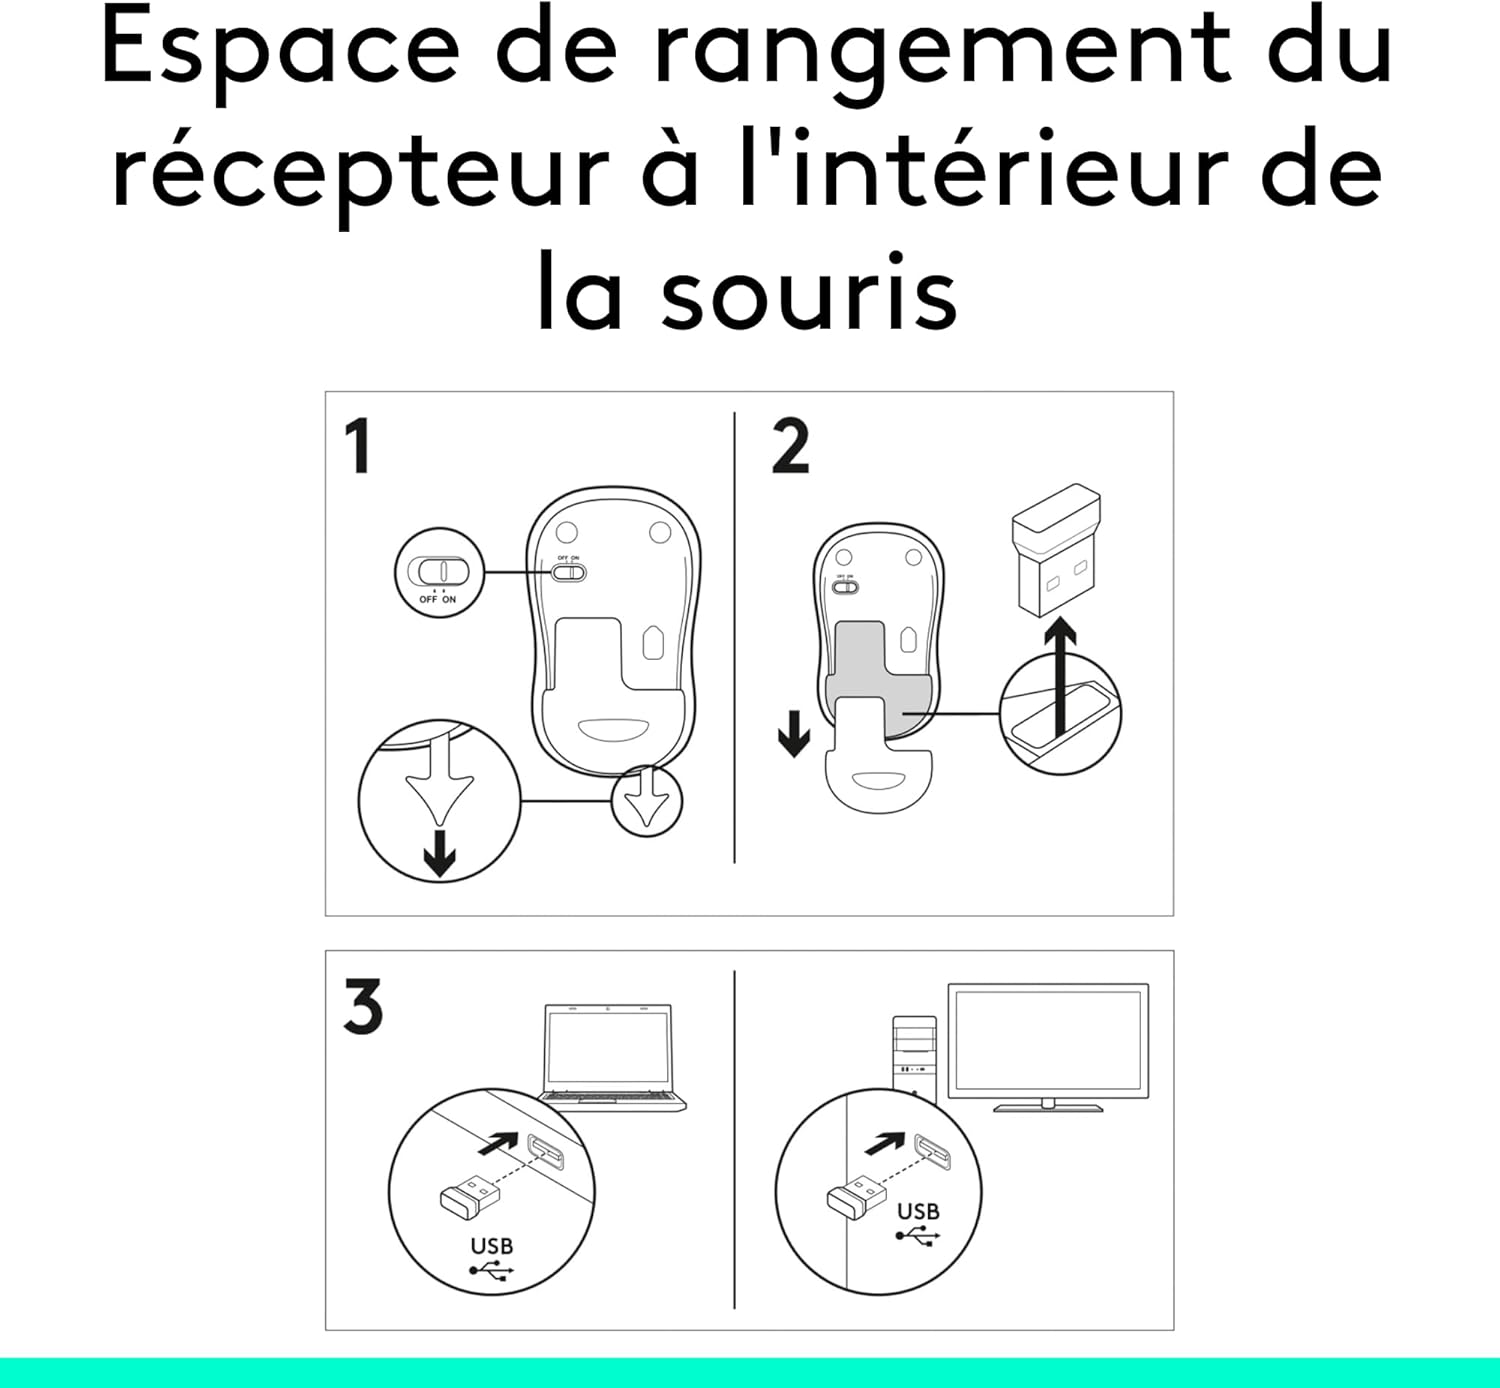 Espace de rangement du
récepteur à l'intérieur de
la souris
1
2
OFF ON
OFF ON
OFF ON
3
USB
USB